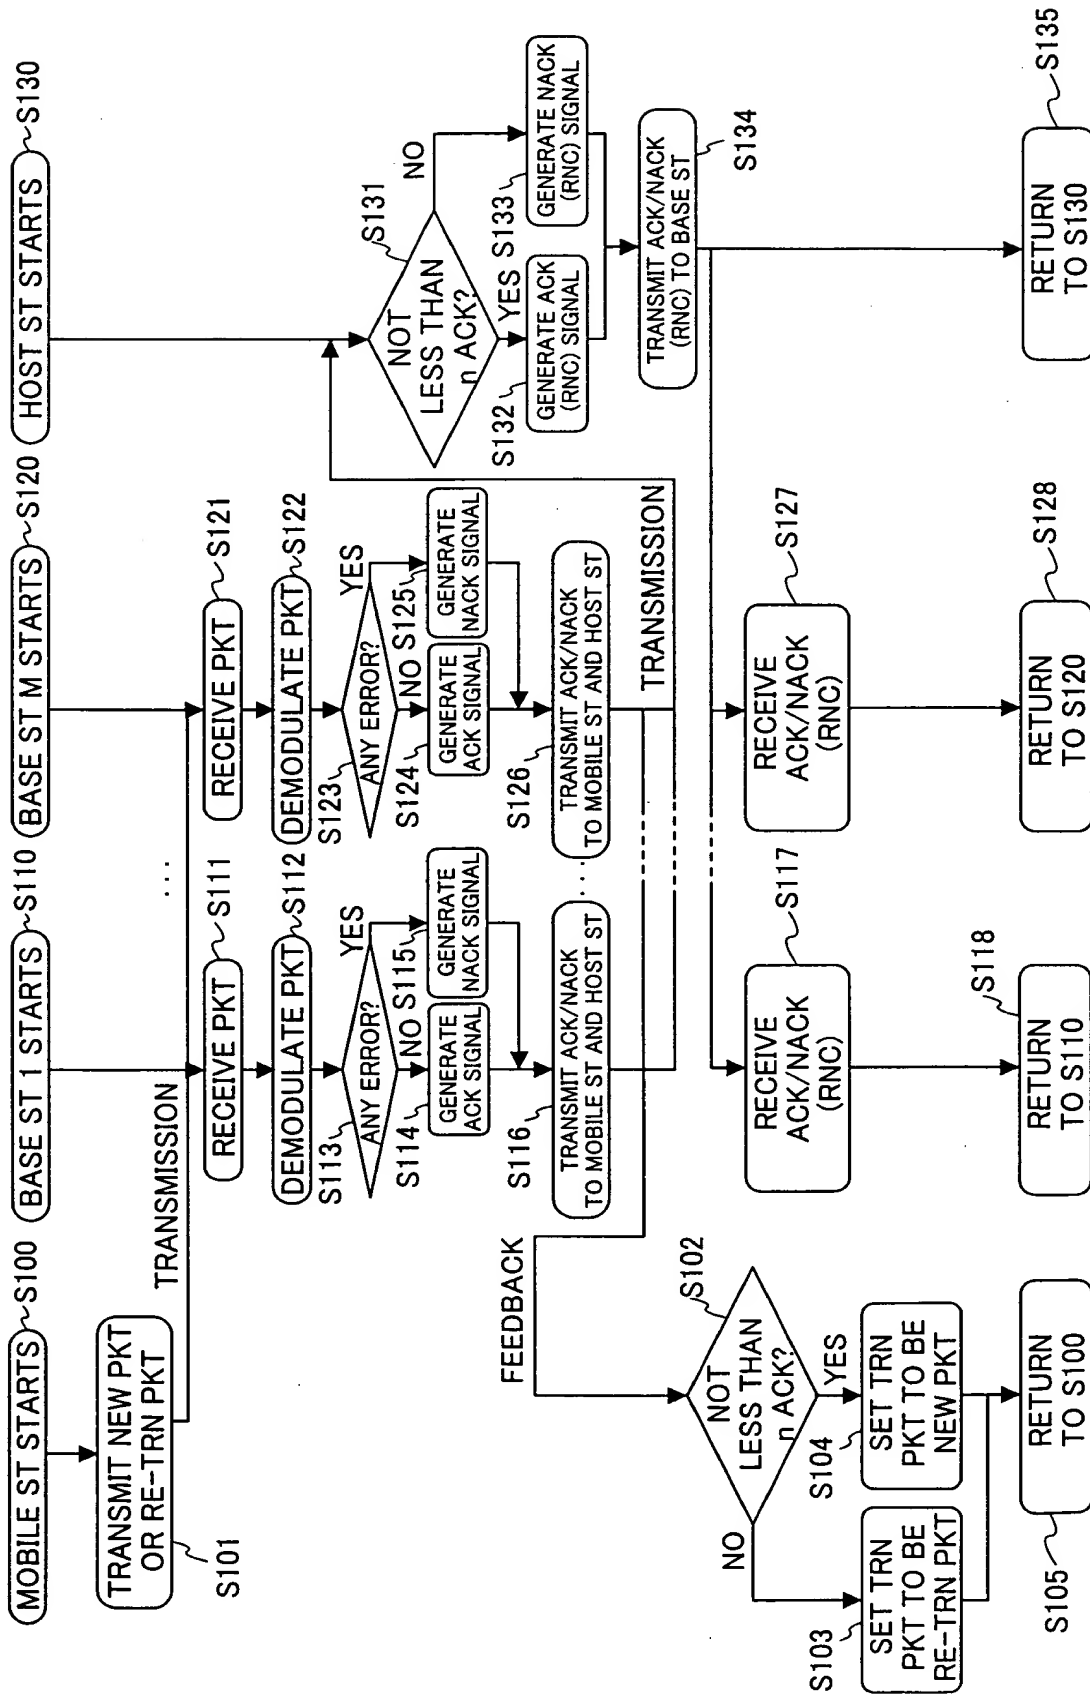 MOBILE ST STARTS
S100
TRANSMIT NEW PKT
OR RE-TRN PKT
S101
TRANSMISSION
FEEDBACK
S102
NOT
LESS THAN
n ACK?
NO
YES
S103
SET TRN
PKT TO BE
RE-TRN PKT
S104
SET TRN
PKT TO BE
NEW PKT
S105
RETURN
TO S100
BASE ST 1 STARTS
S110
...
RECEIVE PKT
S111
DEMODULATE PKT
S112
S113
ANY ERROR?
YES
NO
S114
GENERATE
ACK SIGNAL
S115
GENERATE
NACK SIGNAL
S116
TRANSMIT ACK/NACK
TO MOBILE ST AND HOST ST
...
RECEIVE
ACK/NACK
(RNC)
S117
RETURN
TO S110
S118
BASE ST M STARTS
S120
RECEIVE PKT
S121
DEMODULATE PKT
S122
S123
ANY ERROR?
YES
NO
S124
GENERATE
ACK SIGNAL
S125
GENERATE
NACK SIGNAL
S126
TRANSMIT ACK/NACK
TO MOBILE ST AND HOST ST
TRANSMISSION
RECEIVE
ACK/NACK
(RNC)
S127
RETURN
TO S120
S128
HOST ST STARTS
S130
S131
NOT
LESS THAN
n ACK?
NO
YES
S132
GENERATE ACK
(RNC) SIGNAL
S133
GENERATE NACK
(RNC) SIGNAL
TRANSMIT ACK/NACK
(RNC) TO BASE ST
S134
RETURN
TO S130
S135